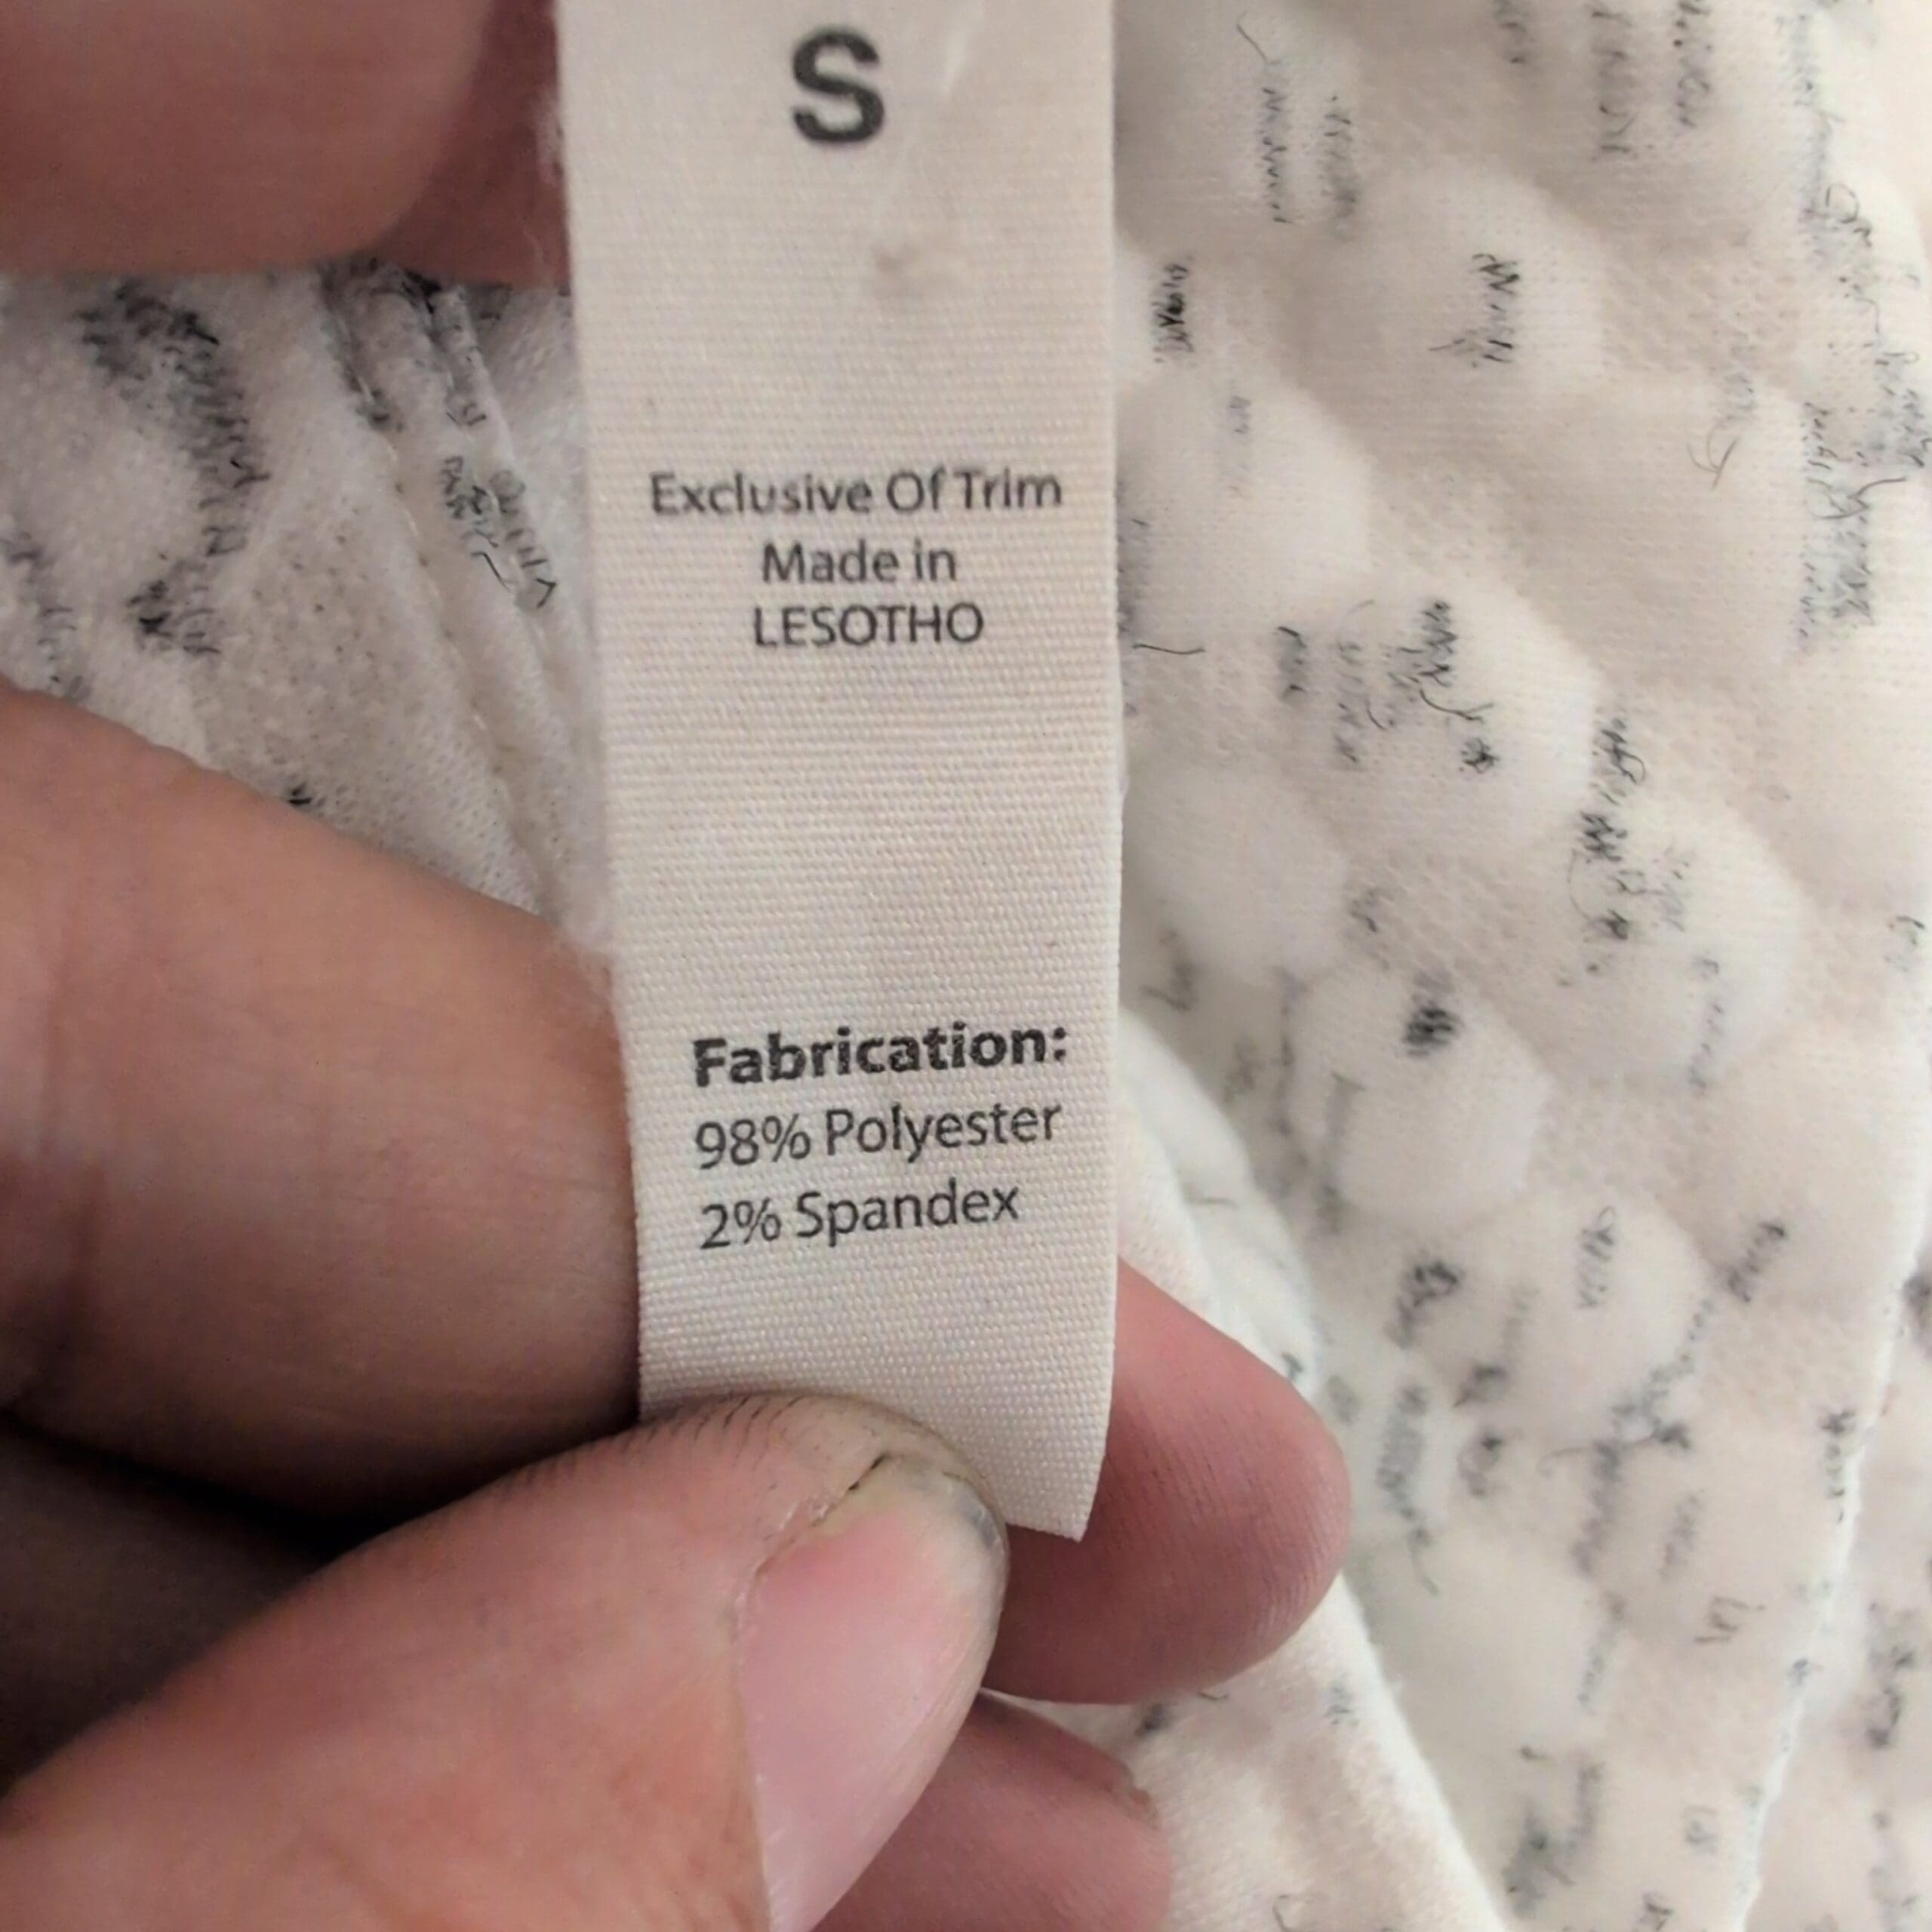 S
Exclusive Of Trim
Made in
LESOTHO
Fabrication:
98% Polyester
2% Spandex